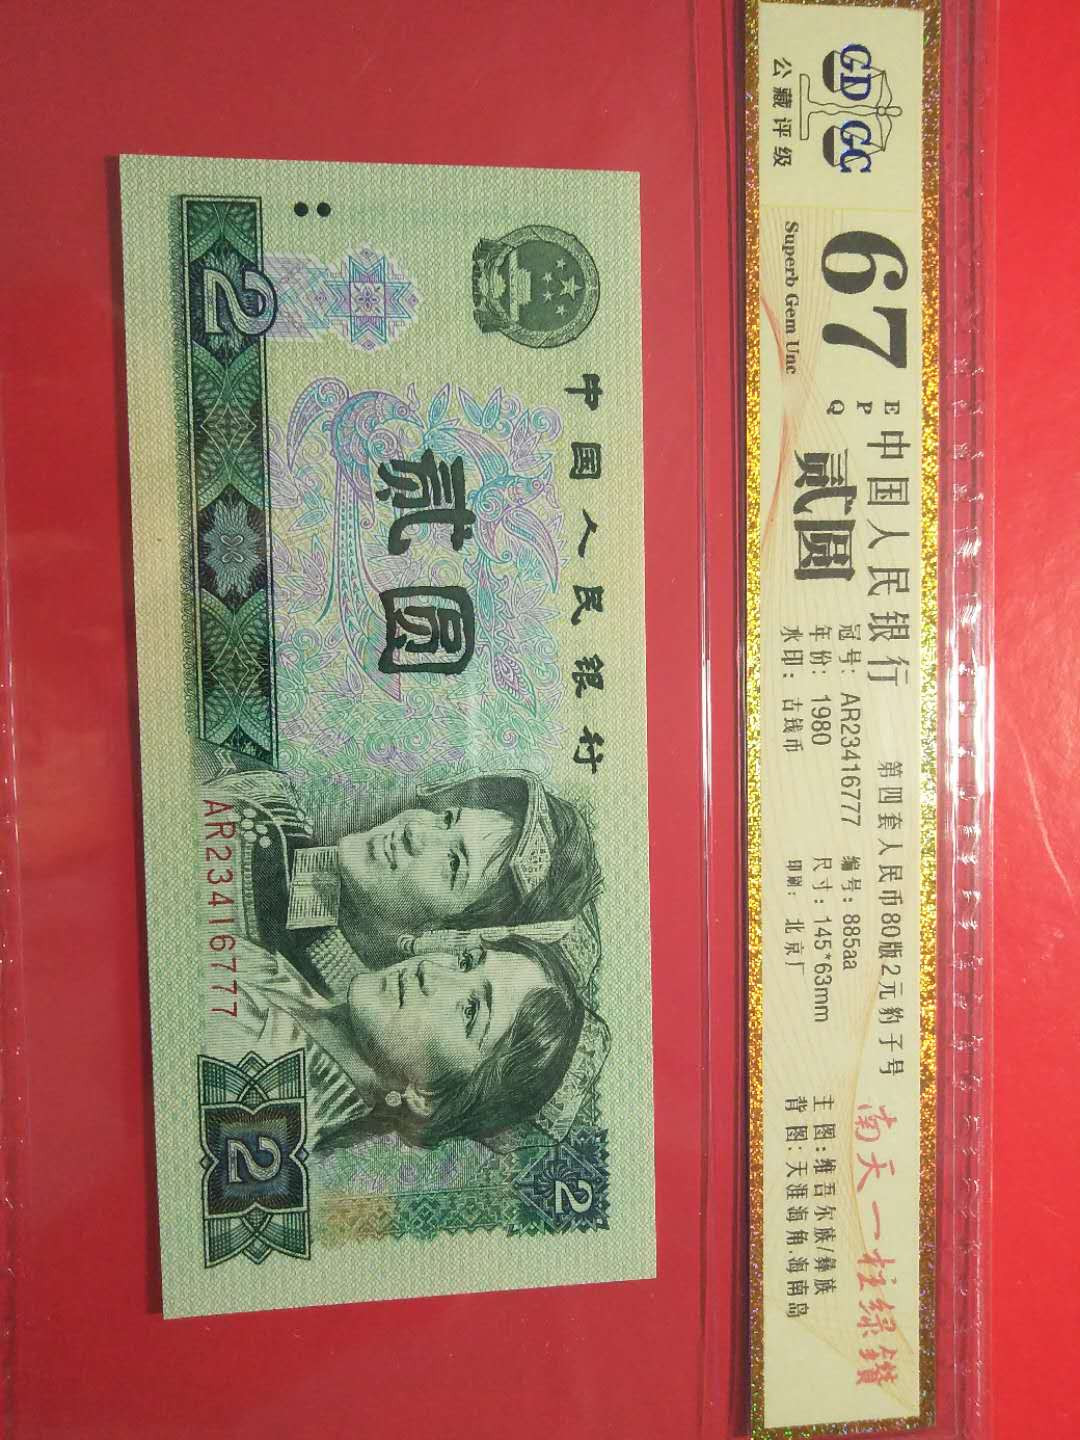 GDGC
公藏评级
67
EPQ
Superb Gem Unc
中国人民银行
贰圆
冠号：AR23416777
年份：1980
水印：古钱币
第四套人民币80版2元豹子号
编号：885aa
尺寸：145*63mm
印刷：北京厂
南天一柱绿鑽
主图：维吾尔族/彝族
背图：天涯海角.海南岛
中国人民银行
贰圆
2
AR23416777
2
2